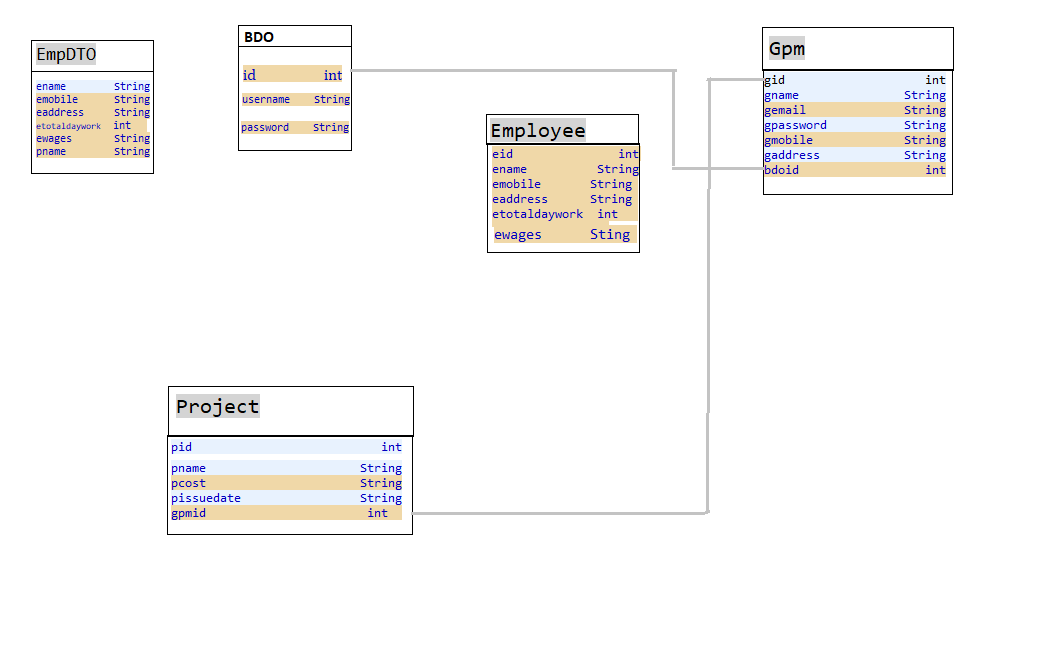 EmpDTO
ename String
emobile String
eaddress String
etotaldaywork int
ewages String
pname String
BDO
id int
username String
password String
Employee
eid int
ename String
emobile String
eaddress String
etotaldaywork int
ewages Sting
Gpm
gid int
gname String
gemail String
gpassword String
gmobile String
gaddress String
bdoid int
Project
pid int
pname String
pcost String
pissuedate String
gpmid int